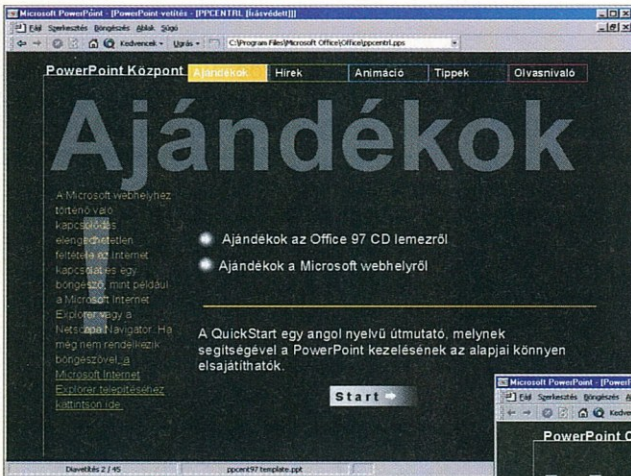 Microsoft PowerPoint - [PowerPoint-vetítés - [PPCENTRL [Írásvédett]]]
Fájl Szerkesztés Böngészés Ablak Súgó
Kedvencek Ugrás C:\Program Files\Microsoft Office\Office\ppcentrl.pps
PowerPoint Központ Ajándékok Hírek Animáció Tippek Olvasnivaló
Ajándékok
A Microsoft webhelyhez
történő való
kapcsolódás
elengedhetetlen
feltétele az Internet
kapcsolat és egy
böngésző, mint például
a Microsoft Internet
Explorer vagy a
Netscape Navigator. Ha
még nem rendelkezik
böngészővel, a
Microsoft Internet
Explorer telepítéséhez
kattintson ide.
!
Ajándékok az Office 97 CD lemezről
Ajándékok a Microsoft webhelyről
A QuickStart egy angol nyelvű útmutató, melynek
segítségével a PowerPoint kezelésének az alapjai könnyen
elsajátíthatók.
Start
Diavetítés 2 / 45 ppcent97 template.ppt
Microsoft PowerPoint - [PowerP
Fájl Szerkesztés Böngészés A
Kedve
PowerPoint C